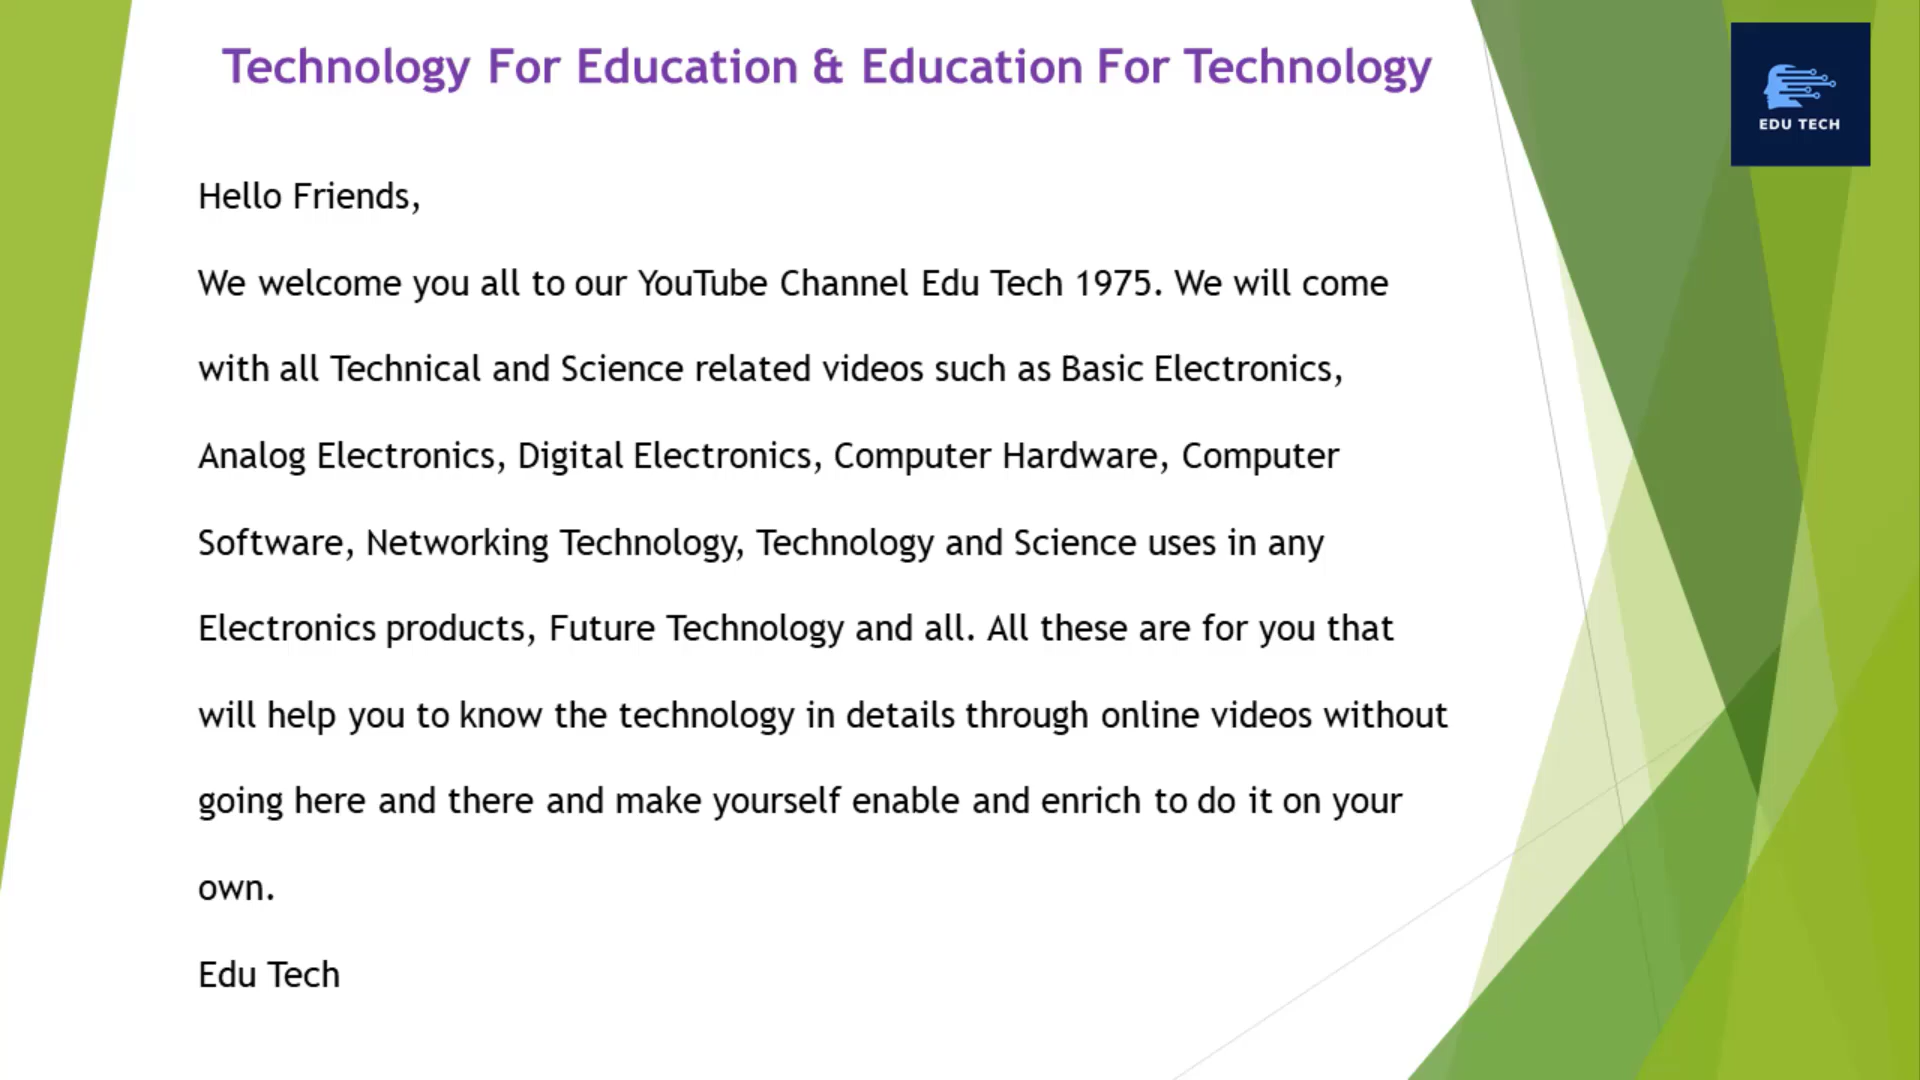 Technology For Education & Education For Technology
EDU TECH
Hello Friends,
We welcome you all to our YouTube Channel Edu Tech 1975. We will come
with all Technical and Science related videos such as Basic Electronics,
Analog Electronics, Digital Electronics, Computer Hardware, Computer
Software, Networking Technology, Technology and Science uses in any
Electronics products, Future Technology and all. All these are for you that
will help you to know the technology in details through online videos without
going here and there and make yourself enable and enrich to do it on your
own.
Edu Tech